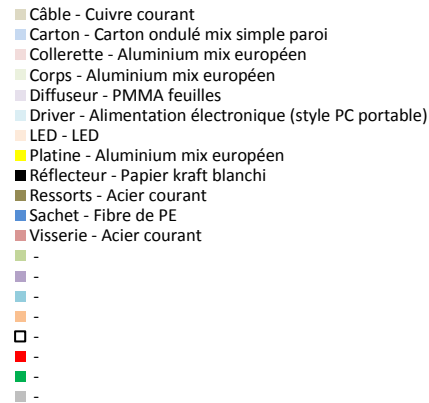 Câble - Cuivre courant
Carton - Carton ondulé mix simple paroi
Collerette - Aluminium mix européen
Corps - Aluminium mix européen
Diffuseur - PMMA feuilles
Driver - Alimentation électronique (style PC portable)
LED - LED
Platine - Aluminium mix européen
Réflecteur - Papier kraft blanchi
Ressorts - Acier courant
Sachet - Fibre de PE
Visserie - Acier courant
-
-
-
-
-
-
-
-